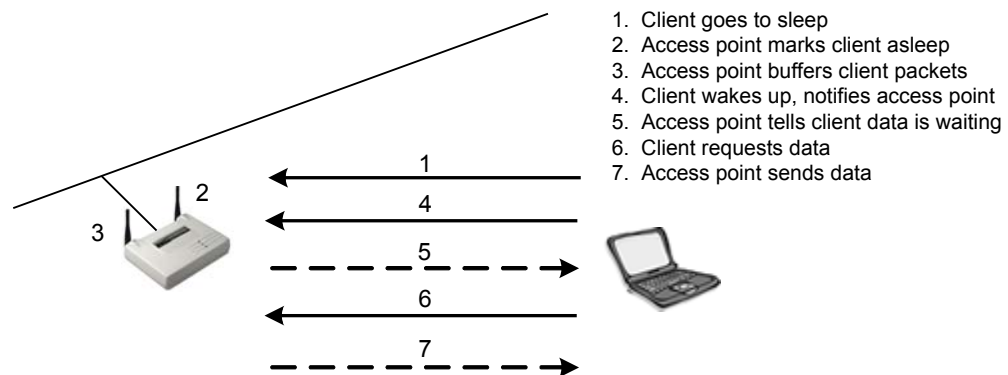 1. Client goes to sleep
2. Access point marks client asleep
3. Access point buffers client packets
4. Client wakes up, notifies access point
5. Access point tells client data is waiting
6. Client requests data
7. Access point sends data
1
2
4
3
5
6
7